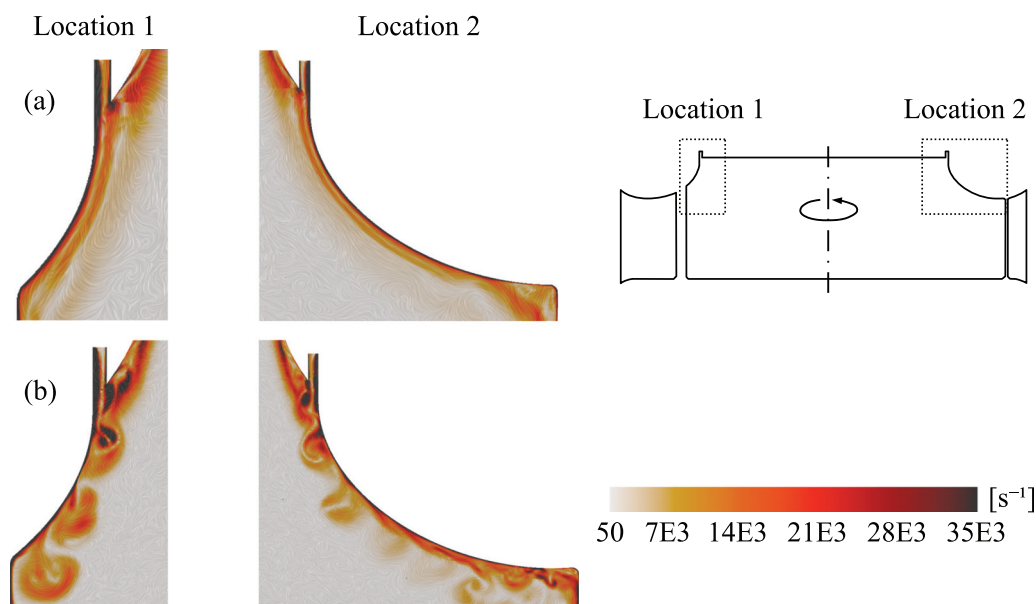 Location 1
Location 2
(a)
Location 1
Location 2
(b)
[s⁻¹]
50 7E3 14E3 21E3 28E3 35E3